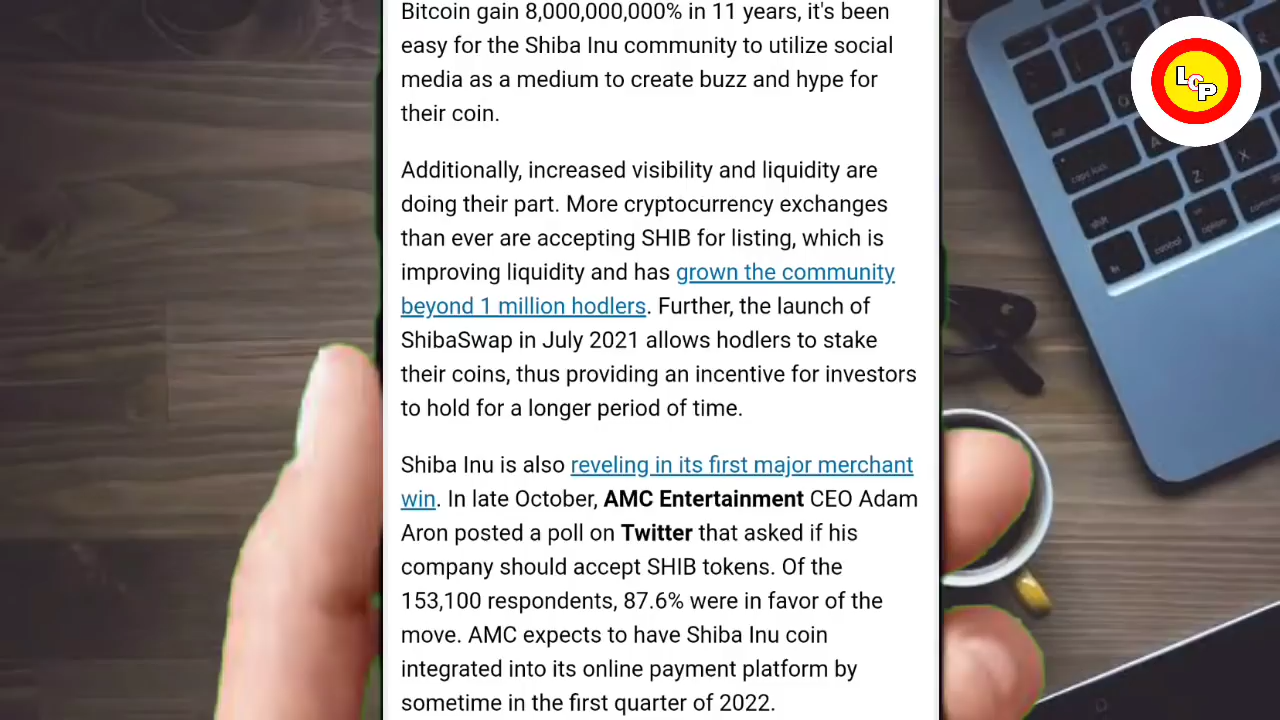 Bitcoin gain 8,000,000,000% in 11 years, it's been
easy for the Shiba Inu community to utilize social
media as a medium to create buzz and hype for
their coin.
Additionally, increased visibility and liquidity are
doing their part. More cryptocurrency exchanges
than ever are accepting SHIB for listing, which is
improving liquidity and has grown the community
beyond 1 million hodlers. Further, the launch of
ShibaSwap in July 2021 allows hodlers to stake
their coins, thus providing an incentive for investors
to hold for a longer period of time.
Shiba Inu is also reveling in its first major merchant
win. In late October, AMC Entertainment CEO Adam
Aron posted a poll on Twitter that asked if his
company should accept SHIB tokens. Of the
153,100 respondents, 87.6% were in favor of the
move. AMC expects to have Shiba Inu coin
integrated into its online payment platform by
sometime in the first quarter of 2022.
LCP
caps lock
A
Z
X
shift
fn
control
option